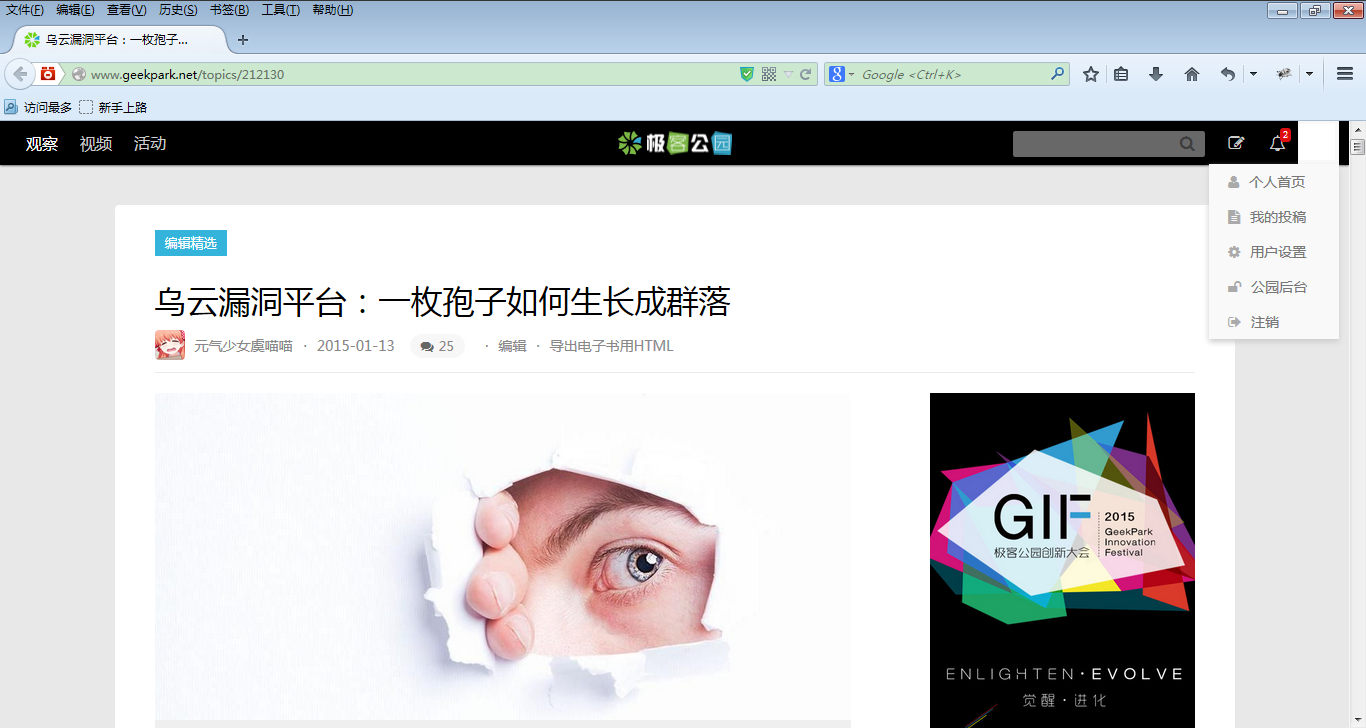 文件(F) 编辑(E) 查看(V) 历史(S) 书签(B) 工具(T) 帮助(H)
乌云漏洞平台：一枚孢子...
www.geekpark.net/topics/212130
Google <Ctrl+K>
访问最多 新手上路
观察 视频 活动
极客公园
2
个人首页
我的投稿
用户设置
公园后台
注销
编辑精选
乌云漏洞平台：一枚孢子如何生长成群落
元气少女虞喵喵 · 2015-01-13 25 · 编辑 · 导出电子书用HTML
GIF
极客公园创新大会
2015
GeekPark
Innovation
Festival
ENLIGHTEN·EVOLVE
觉醒·进化